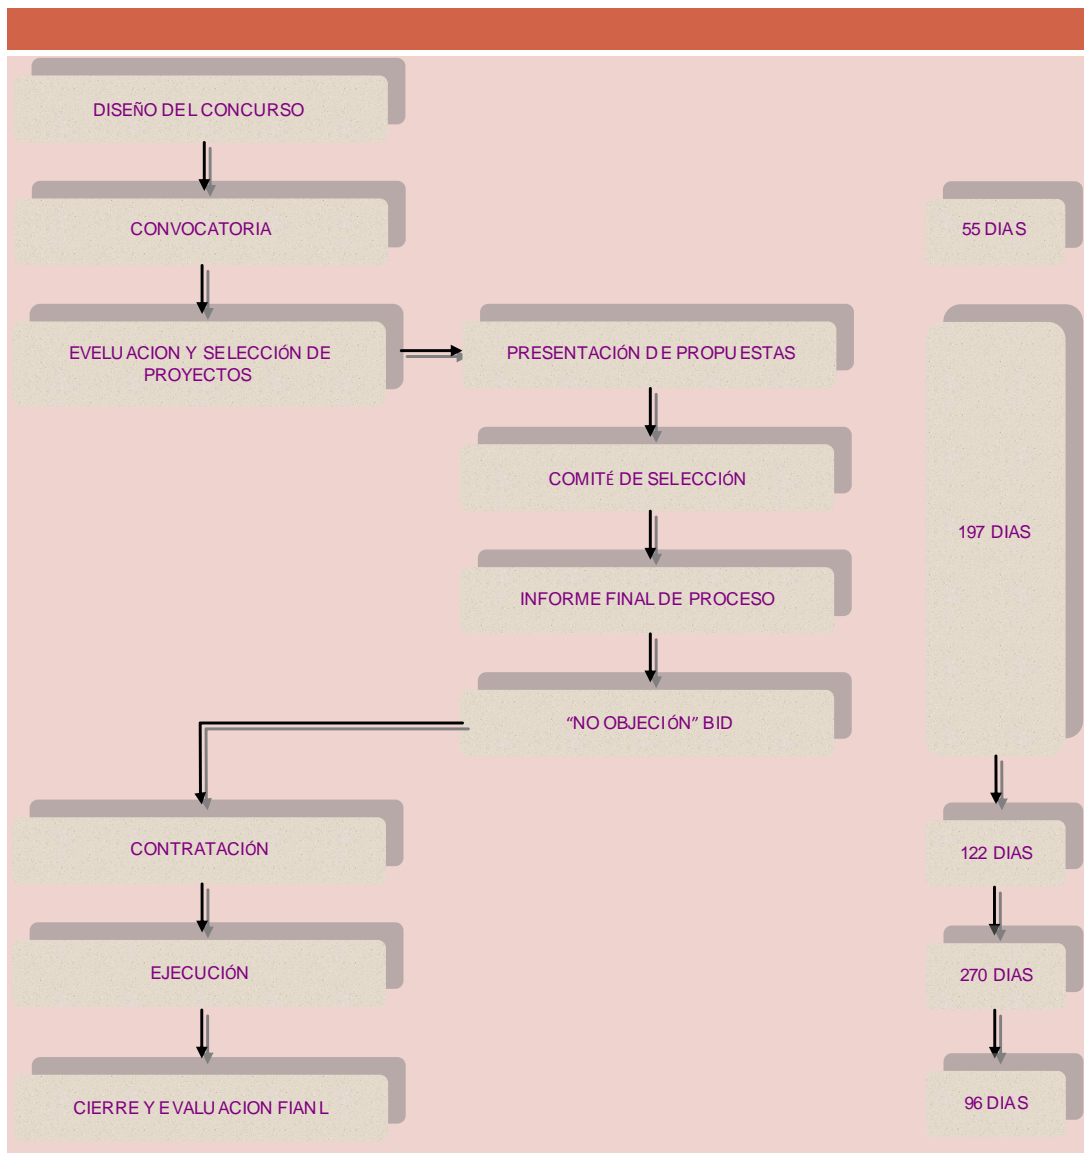 DISEÑO DEL CONCURSO
CONVOCATORIA
55 DIAS
EVELUACION Y SELECCIÓN DE
PROYECTOS
PRESENTACIÓN DE PROPUESTAS
COMITÉ DE SELECCIÓN
197 DIAS
INFORME FINAL DE PROCESO
“NO OBJECIÓN” BID
CONTRATACIÓN
122 DIAS
EJECUCIÓN
270 DIAS
CIERRE Y EVALUACION FIANL
96 DIAS